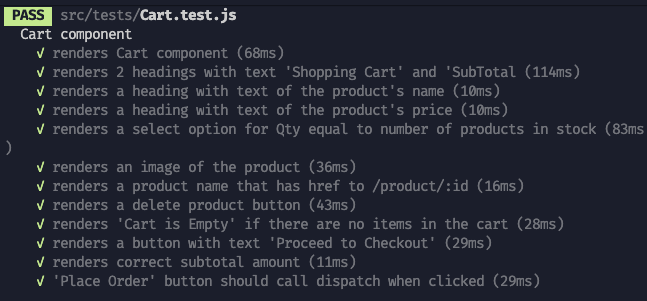 PASS src/tests/Cart.test.js
Cart component
✓ renders Cart component (68ms)
✓ renders 2 headings with text 'Shopping Cart' and 'SubTotal (114ms)
✓ renders a heading with text of the product's name (10ms)
✓ renders a heading with text of the product's price (10ms)
✓ renders a select option for Qty equal to number of products in stock (83ms
)
✓ renders an image of the product (36ms)
✓ renders a product name that has href to /product/:id (16ms)
✓ renders a delete product button (43ms)
✓ renders 'Cart is Empty' if there are no items in the cart (28ms)
✓ renders a button with text 'Proceed to Checkout' (29ms)
✓ renders correct subtotal amount (11ms)
✓ 'Place Order' button should call dispatch when clicked (29ms)